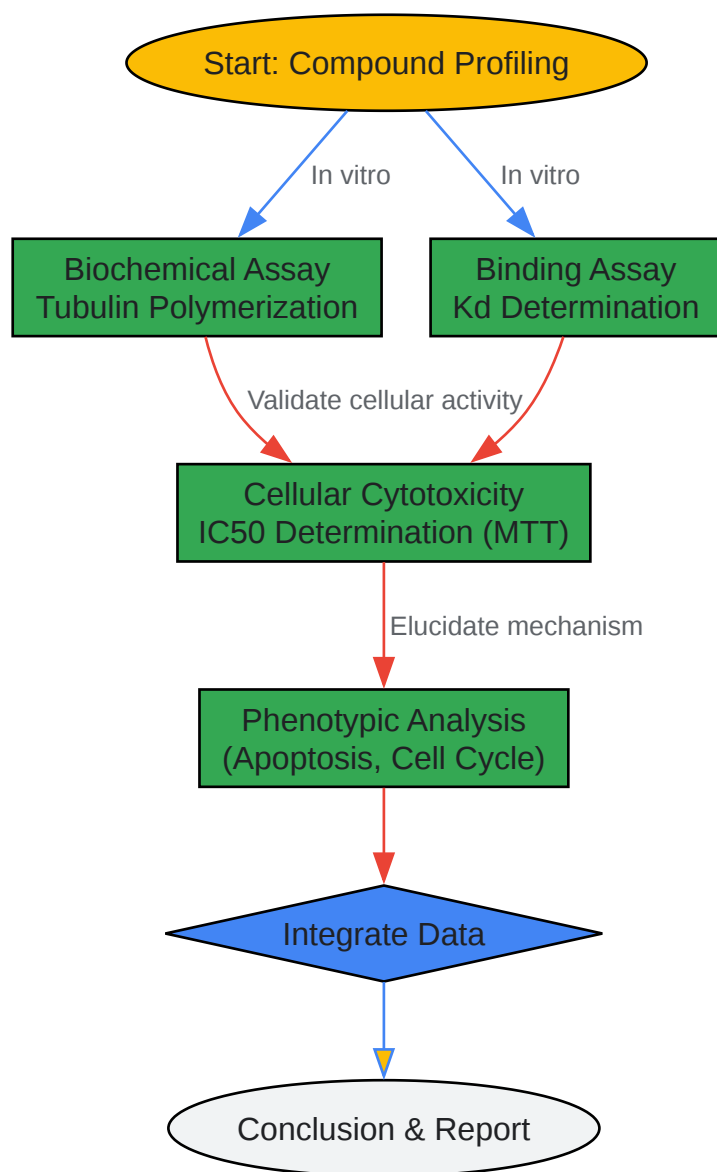 Start: Compound Profiling
In vitro
In vitro
Biochemical Assay
Tubulin Polymerization
Binding Assay
Kd Determination
Validate cellular activity
Cellular Cytotoxicity
IC50 Determination (MTT)
Elucidate mechanism
Phenotypic Analysis
(Apoptosis, Cell Cycle)
Integrate Data
Conclusion & Report